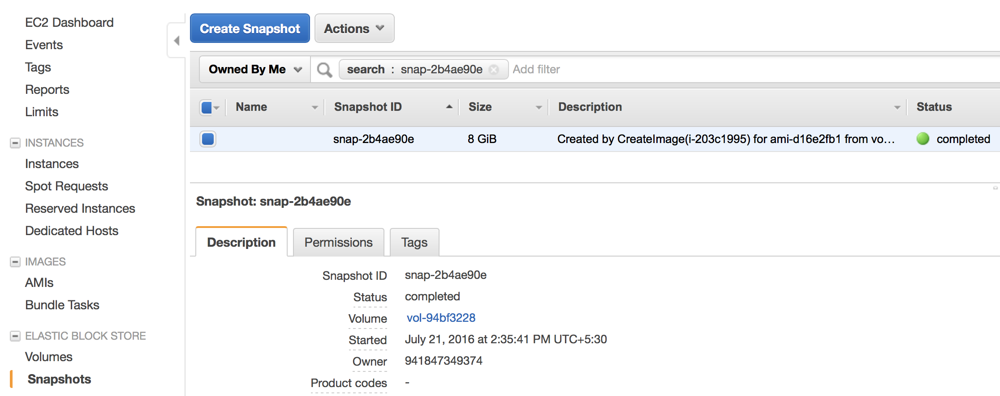 EC2 Dashboard
Events
Tags
Reports
Limits
INSTANCES
Instances
Spot Requests
Reserved Instances
Dedicated Hosts
IMAGES
AMIs
Bundle Tasks
ELASTIC BLOCK STORE
Volumes
Snapshots
Create Snapshot Actions
Owned By Me search : snap-2b4ae90e Add filter
Name Snapshot ID Size Description Status
snap-2b4ae90e 8 GiB Created by CreateImage(i-203c1995) for ami-d16e2fb1 from vo... completed
Snapshot: snap-2b4ae90e
Description Permissions Tags
Snapshot ID snap-2b4ae90e
Status completed
Volume vol-94bf3228
Started July 21, 2016 at 2:35:41 PM UTC+5:30
Owner 941847349374
Product codes -